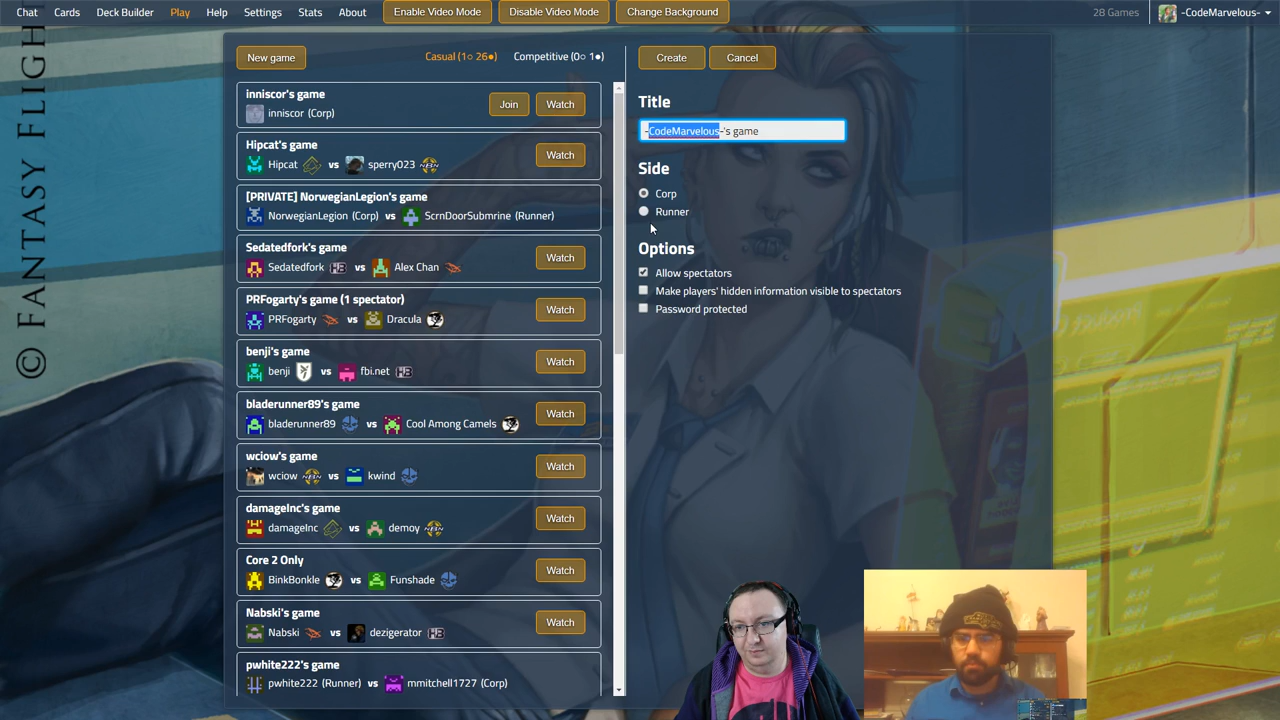 Chat Cards Deck Builder Play Help Settings Stats About Enable Video Mode Disable Video Mode Change Background 28 Games -CodeMarvelous-
© FANTASY FLIGH
New game Casual (1○ 26●) Competitive (0○ 1●)
inniscor's game
inniscor (Corp)
Join Watch
Hipcat's game
Hipcat vs sperry023
Watch
[PRIVATE] NorwegianLegion's game
NorwegianLegion (Corp) vs ScrnDoorSubmrine (Runner)
Sedatedfork's game
Sedatedfork vs Alex Chan
Watch
PRFogarty's game (1 spectator)
PRFogarty vs Dracula
Watch
benji's game
benji vs fbi.net
Watch
bladerunner89's game
bladerunner89 vs Cool Among Camels
Watch
wciow's game
wciow vs kwind
Watch
damageInc's game
damageInc vs demoy
Watch
Core 2 Only
BinkBonkle vs Funshade
Watch
Nabski's game
Nabski vs dezigerator
Watch
pwhite222's game
pwhite222 (Runner) vs mmitchell1727 (Corp)
Create Cancel
Title
-CodeMarvelous-'s game
Side
Corp
Runner
Options
Allow spectators
Make players' hidden information visible to spectators
Password protected